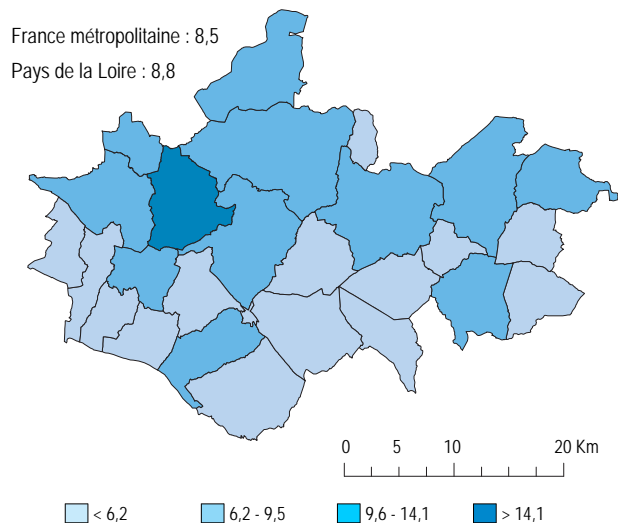 France métropolitaine : 8,5
Pays de la Loire : 8,8
0 5 10 20 Km
< 6,2 6,2 - 9,5 9,6 - 14,1 > 14,1